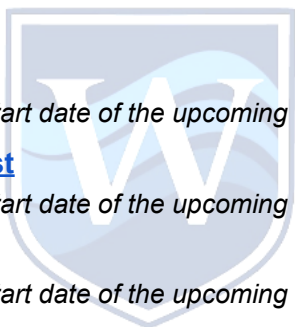 art date of the upcoming
st
art date of the upcoming
W
art date of the upcoming